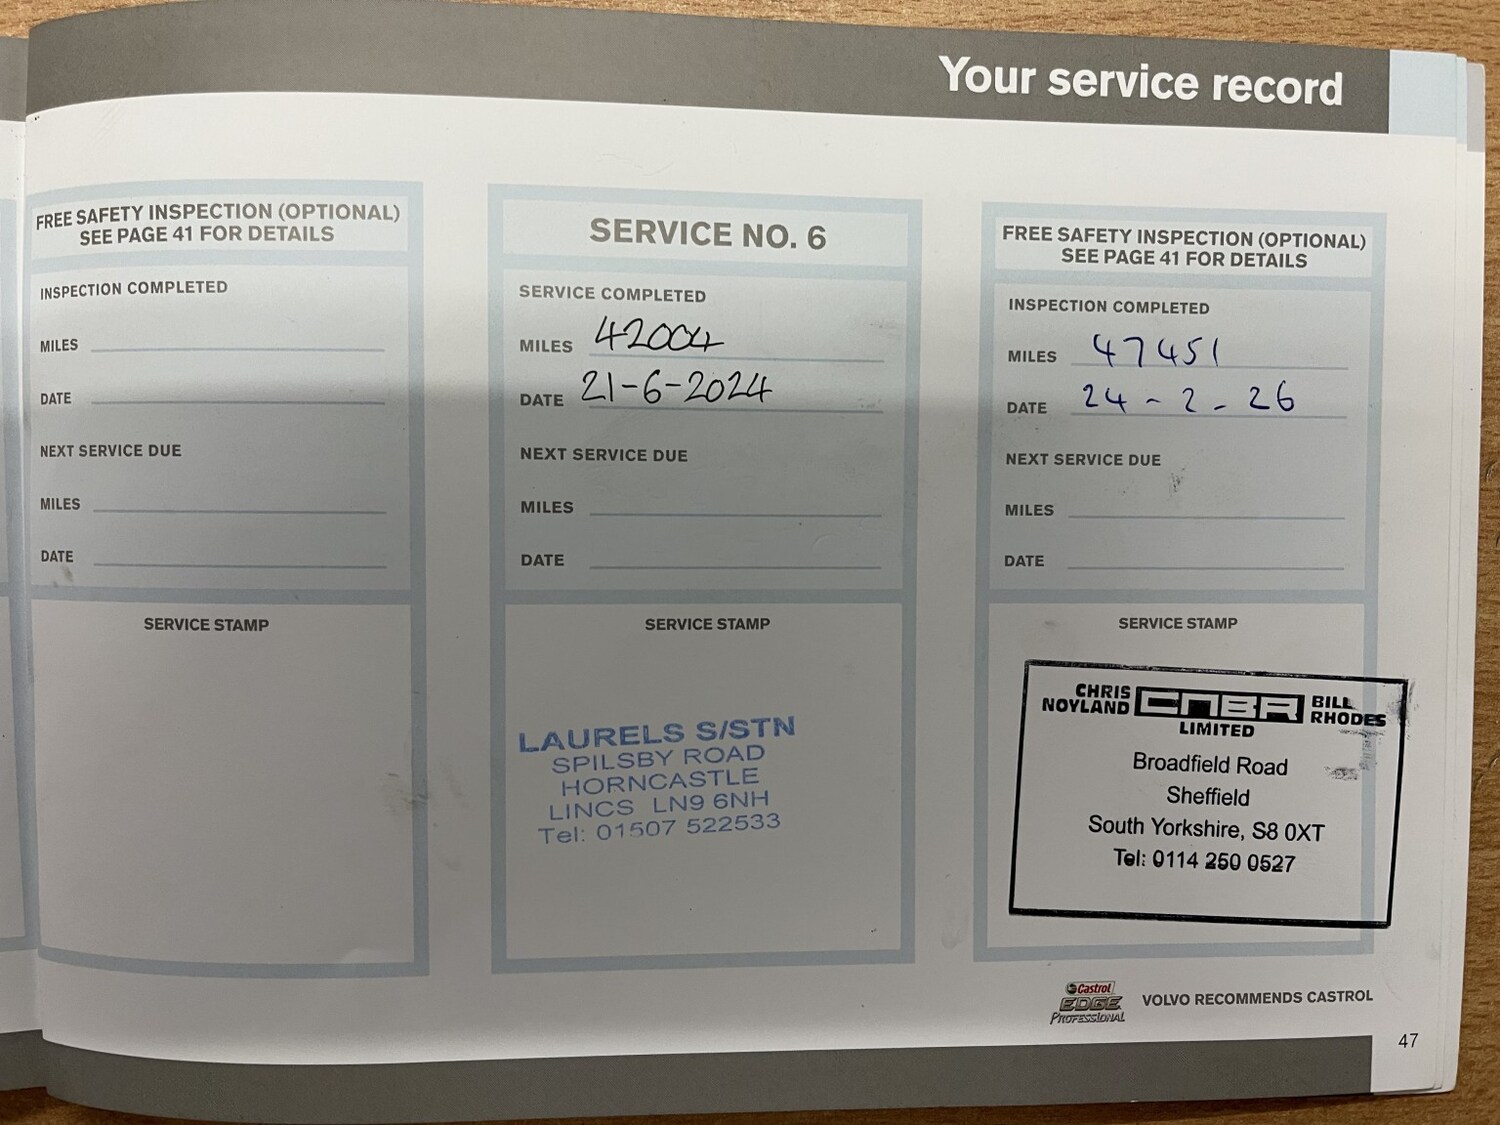 Your service record
FREE SAFETY INSPECTION (OPTIONAL)
SEE PAGE 41 FOR DETAILS
INSPECTION COMPLETED
MILES
DATE
NEXT SERVICE DUE
MILES
DATE
SERVICE STAMP
SERVICE NO. 6
SERVICE COMPLETED
MILES 42004
DATE 21-6-2024
NEXT SERVICE DUE
MILES
DATE
SERVICE STAMP
LAURELS S/STN
SPILSBY ROAD
HORNCASTLE
LINCS LN9 6NH
Tel: 01507 522533
FREE SAFETY INSPECTION (OPTIONAL)
SEE PAGE 41 FOR DETAILS
INSPECTION COMPLETED
MILES 47451
DATE 24 - 2 - 26
NEXT SERVICE DUE
MILES
DATE
SERVICE STAMP
CHRIS NOYLAND CNBR BILL RHODES
LIMITED
Broadfield Road
Sheffield
South Yorkshire, S8 0XT
Tel: 0114 250 0527
Castrol
EDGE
PROFESSIONAL
VOLVO RECOMMENDS CASTROL
47